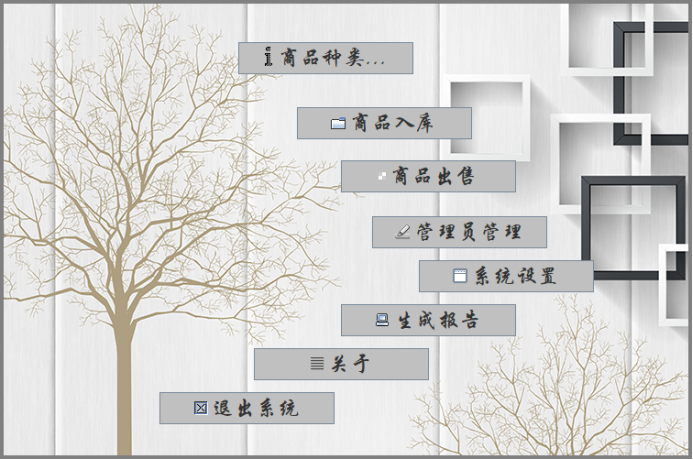 商品种类...
商品入库
商品出售
管理员管理
系统设置
生成报告
关于
退出系统